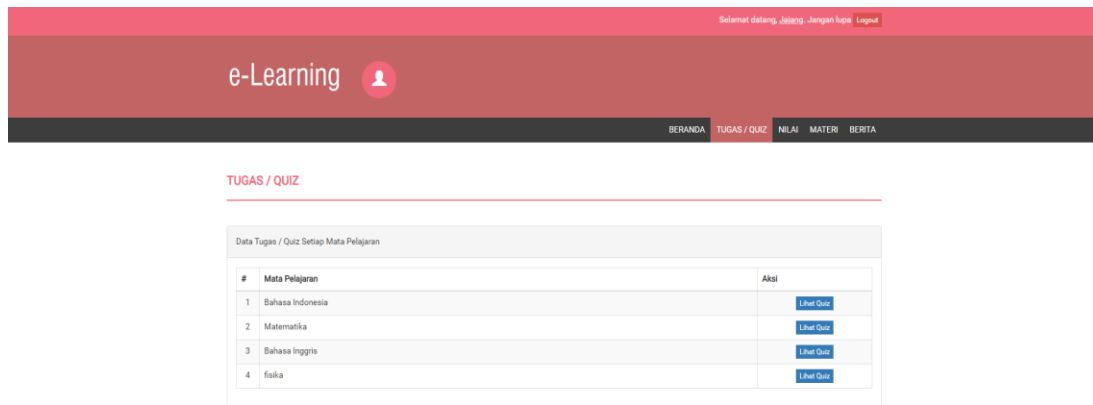 Selamat datang, Jajang. Jangan lupa Logout
e-Learning
BERANDA TUGAS / QUIZ NILAI MATERI BERITA
TUGAS / QUIZ
Data Tugas / Quiz Setiap Mata Pelajaran
# Mata Pelajaran Aksi
1 Bahasa Indonesia Lihat Quiz
2 Matematika Lihat Quiz
3 Bahasa Inggris Lihat Quiz
4 fisika Lihat Quiz